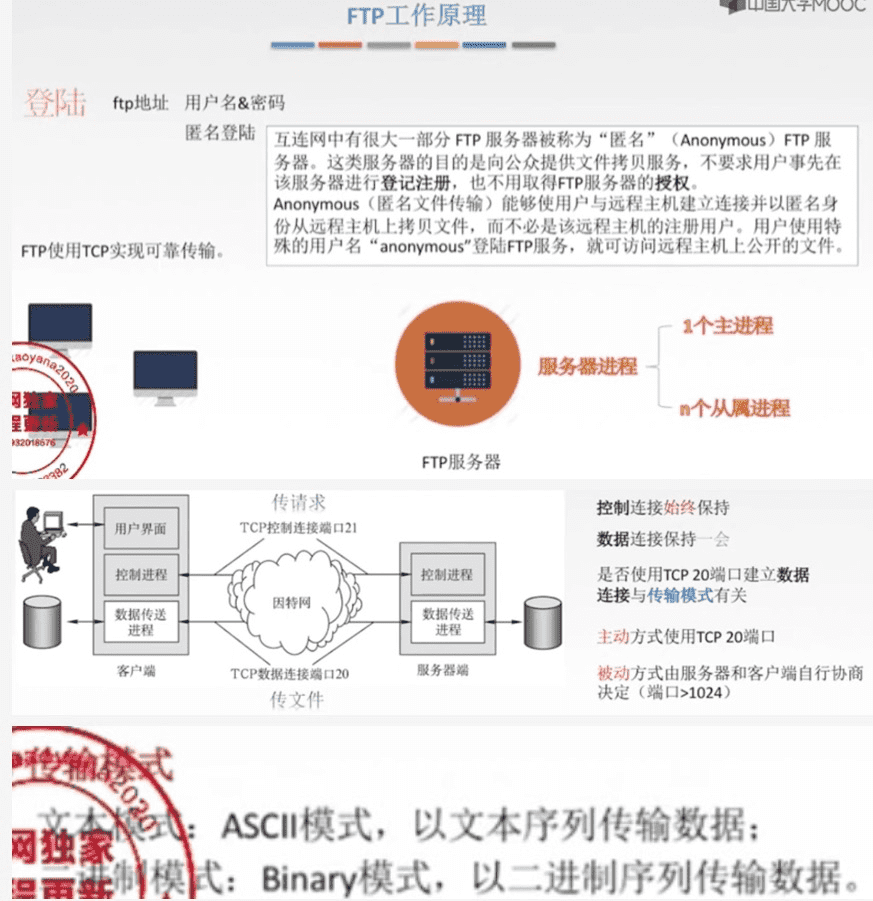 FTP工作原理
中国大学MOOC
登陆 ftp地址 用户名&密码
匿名登陆
互连网中有很大一部分 FTP 服务器被称为“匿名”（Anonymous）FTP 服
务器。这类服务器的目的是向公众提供文件拷贝服务，不要求用户事先在
该服务器进行登记注册，也不用取得FTP服务器的授权。
Anonymous（匿名文件传输）能够使用户与远程主机建立连接并以匿名身
份从远程主机上拷贝文件，而不必是该远程主机的注册用户。用户使用特
殊的用户名“anonymous”登陆FTP服务，就可访问远程主机上公开的文件。
FTP使用TCP实现可靠传输。
服务器进程
1个主进程
n个从属进程
FTP服务器
aoyana2020
网独家
程更新
932018576
传请求
TCP控制连接端口21
用户界面
控制进程
数据传送
进程
客户端
因特网
控制进程
数据传送
进程
服务器端
TCP数据连接端口20
传文件
控制连接始终保持
数据连接保持一会
是否使用TCP 20端口建立数据
连接与传输模式有关
主动方式使用TCP 20端口
被动方式由服务器和客户端自行协商
决定（端口>1024）
传输模式
文本模式：ASCII模式，以文本序列传输数据；
二进制模式：Binary模式，以二进制序列传输数据。
网独家
程更新